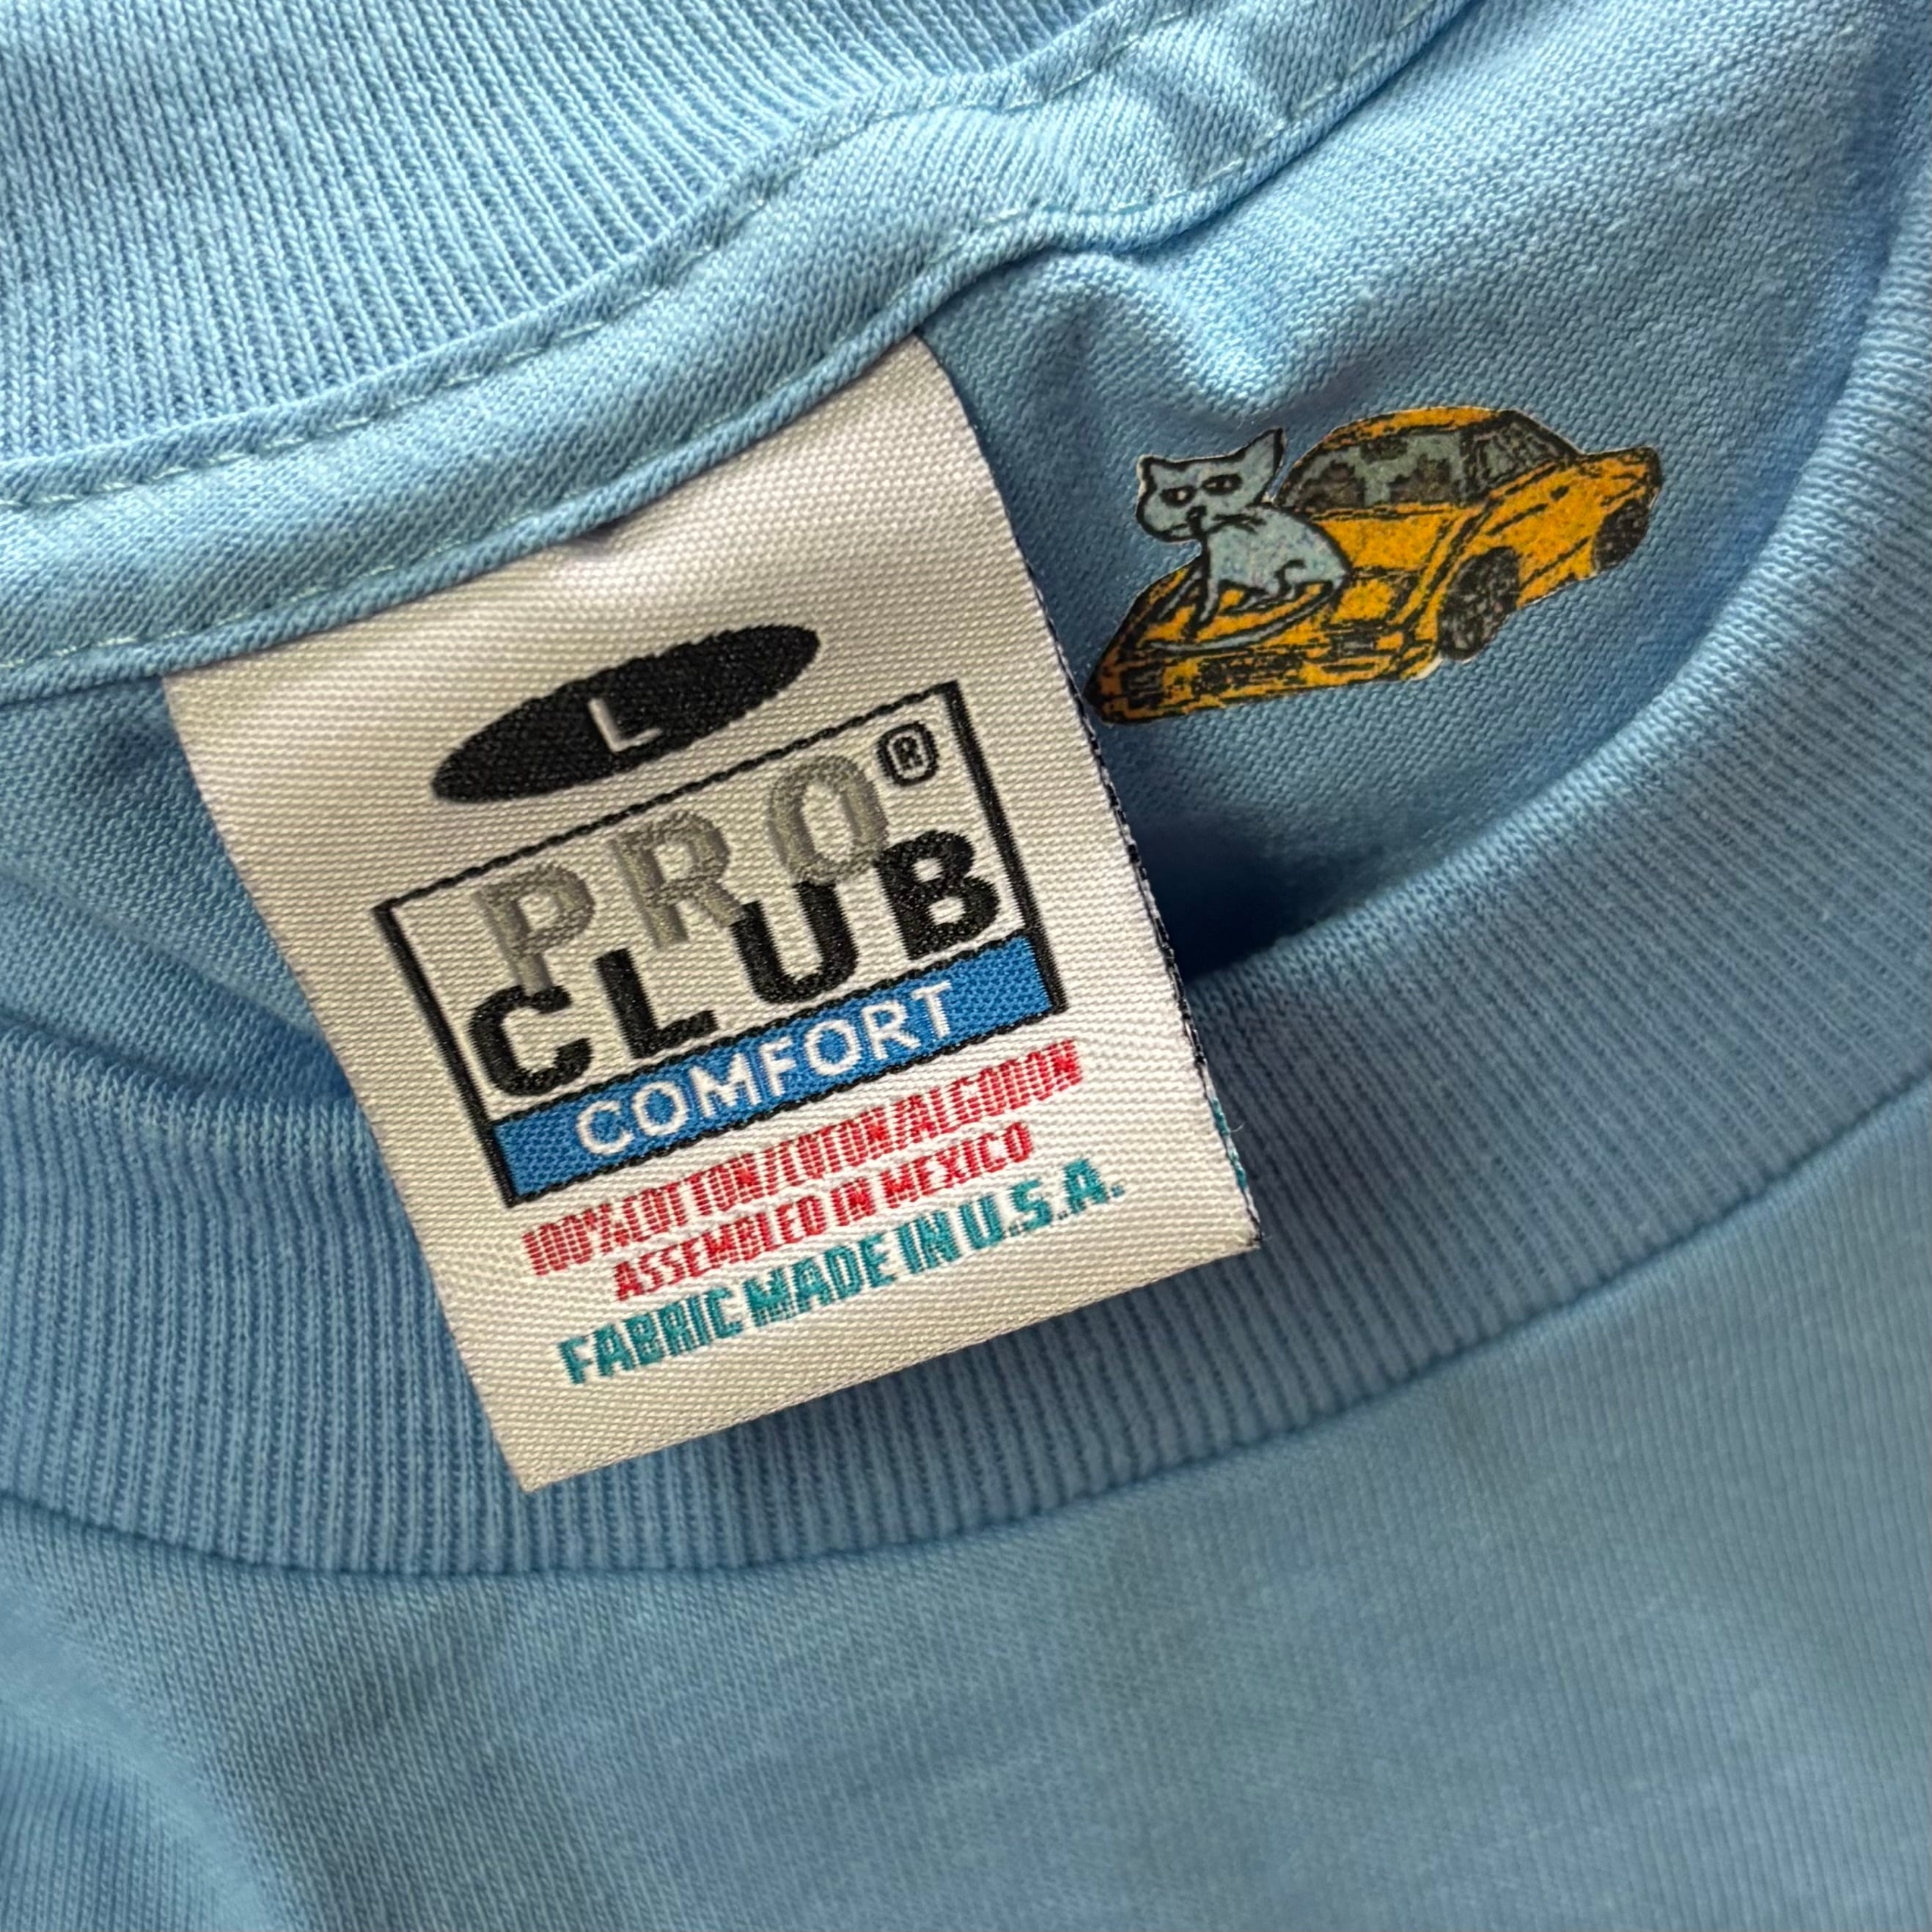 L
PRO®
CLUB
COMFORT
100%COTTON/COTON/ALGODON
ASSEMBLED IN MEXICO
FABRIC MADE IN U.S.A.